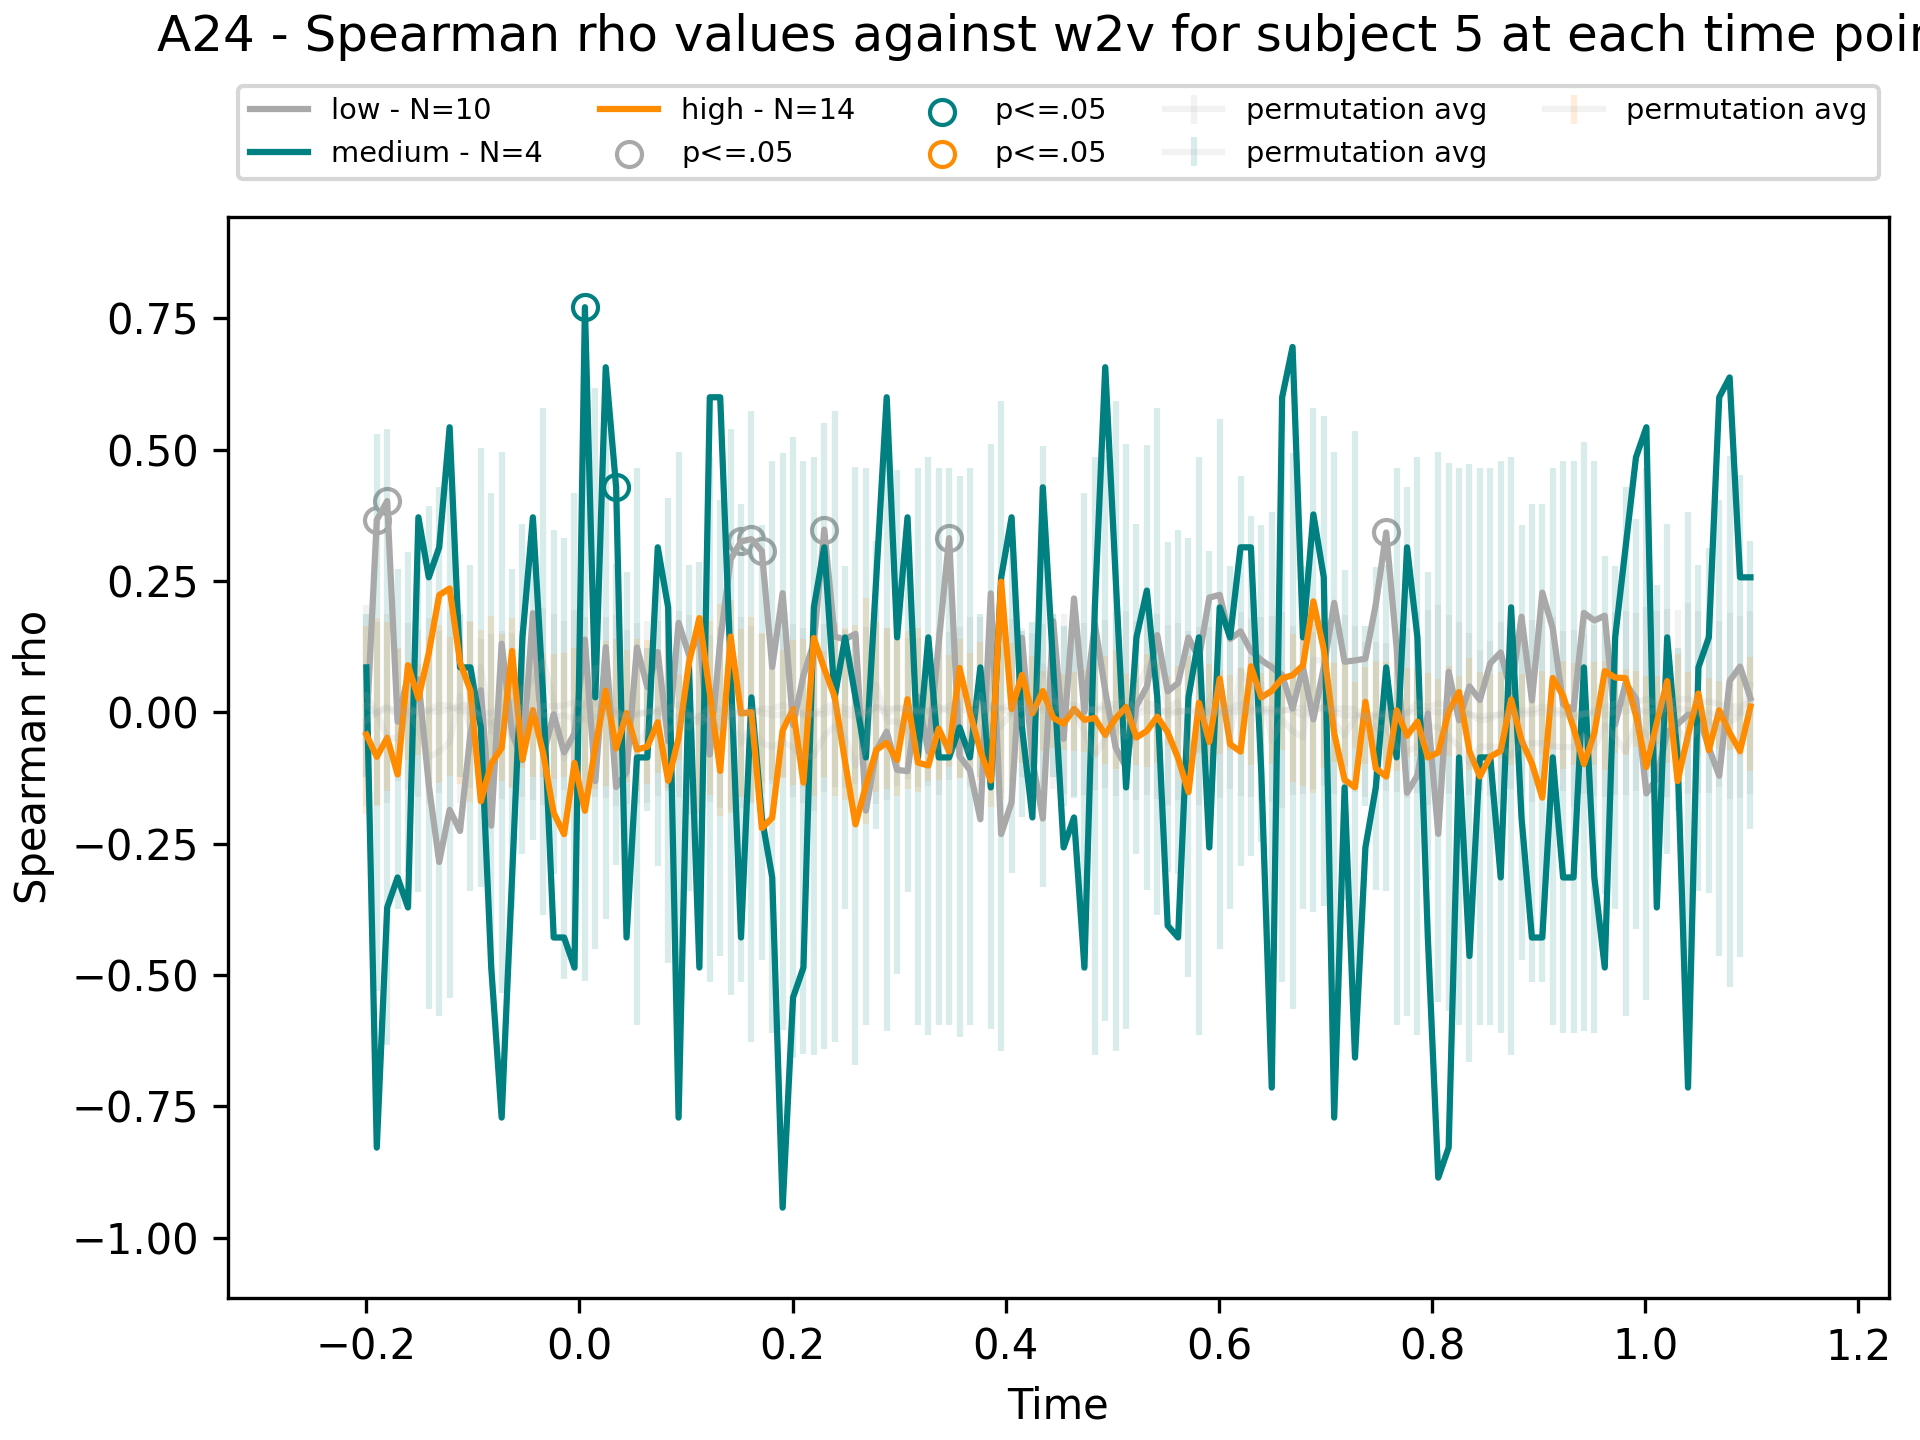 A24 - Spearman rho values against w2v for subject 5 at each time poin
low - N=10 high - N=14 p<=.05 permutation avg permutation avg
medium - N=4 p<=.05 p<=.05 permutation avg
Spearman rho
0.75
0.50
0.25
0.00
−0.25
−0.50
−0.75
−1.00
−0.2 0.0 0.2 0.4 0.6 0.8 1.0 1.2
Time